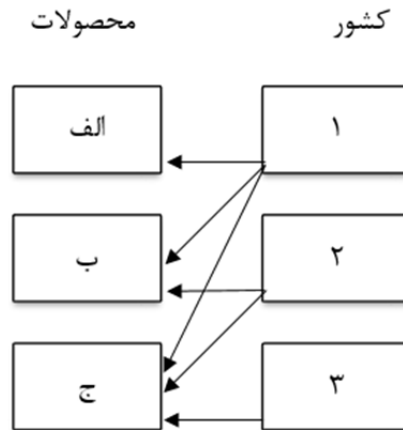 کشور محصولات
۱ الف
۲ ب
۳ ج